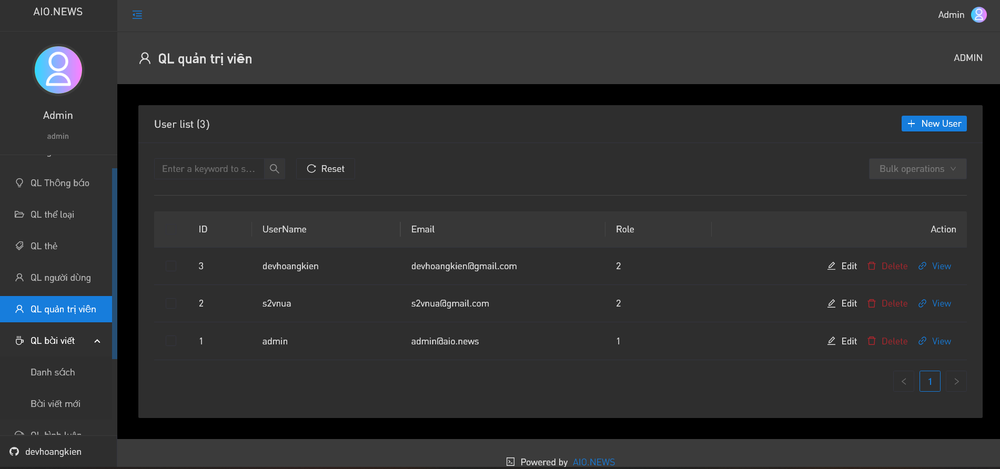 AIO.NEWS
Admin
admin
QL Thông báo
QL thể loại
QL thẻ
QL người dùng
QL quản trị viên
QL bài viết
Danh sách
Bài viết mới
QL bình luận
devhoangkien
Admin
QL quản trị viên
ADMIN
User list (3)
New User
Enter a keyword to s...
Reset
Bulk operations
ID UserName Email Role Action
3 devhoangkien devhoangkien@gmail.com 2 Edit Delete View
2 s2vnua s2vnua@gmail.com 2 Edit Delete View
1 admin admin@aio.news 1 Edit Delete View
1
Powered by AIO.NEWS